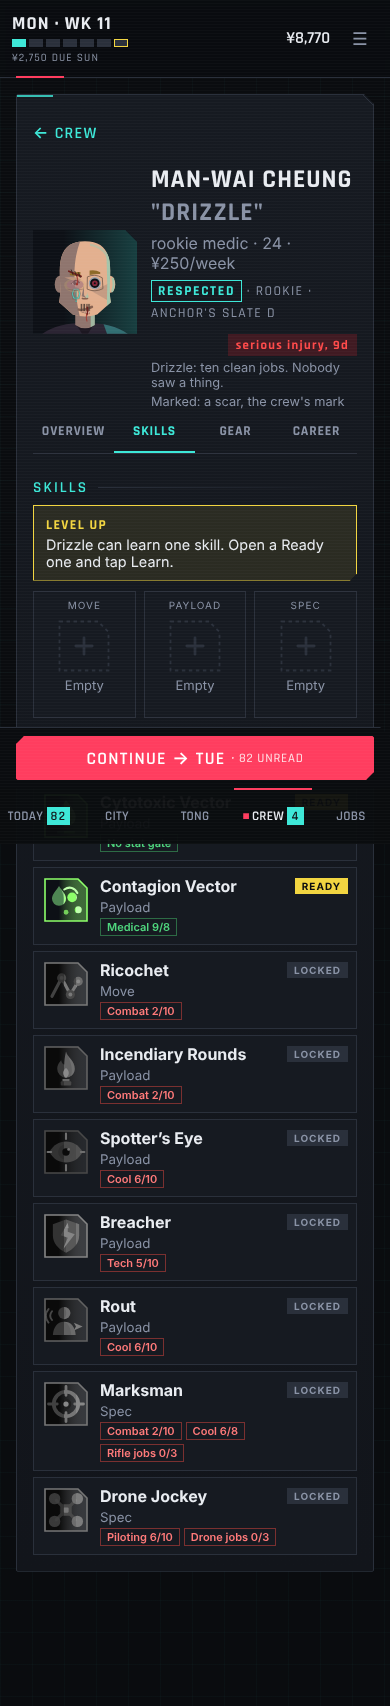 MON · WK 11
¥2,750 DUE SUN
¥8,770
← CREW
MAN-WAI CHEUNG
"DRIZZLE"
rookie medic · 24 ·
¥250/week
RESPECTED · ROOKIE ·
ANCHOR'S SLATE D
serious injury, 9d
Drizzle: ten clean jobs. Nobody
saw a thing.
Marked: a scar, the crew's mark
OVERVIEW SKILLS GEAR CAREER
SKILLS
LEVEL UP
Drizzle can learn one skill. Open a Ready
one and tap Learn.
MOVE PAYLOAD SPEC
Empty Empty Empty
CONTINUE → TUE · 82 UNREAD
Cytotoxic Vector READY
TODAY 82 CITY TONG CREW 4 JOBS
No stat gate
Contagion Vector READY
Payload
Medical 9/8
Ricochet LOCKED
Move
Combat 2/10
Incendiary Rounds LOCKED
Payload
Combat 2/10
Spotter’s Eye LOCKED
Payload
Cool 6/10
Breacher LOCKED
Payload
Tech 5/10
Rout LOCKED
Payload
Cool 6/10
Marksman LOCKED
Spec
Combat 2/10 Cool 6/8
Rifle jobs 0/3
Drone Jockey LOCKED
Spec
Piloting 6/10 Drone jobs 0/3